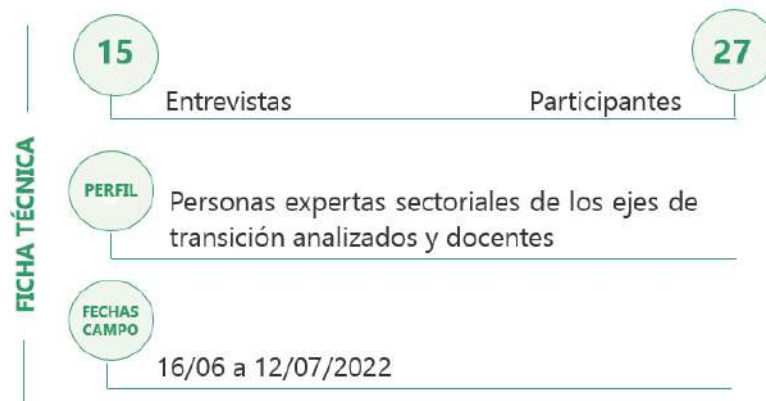 FICHA TÉCNICA
15
27
Entrevistas
Participantes
PERFIL
Personas expertas sectoriales de los ejes de
transición analizados y docentes
FECHAS
CAMPO
16/06 a 12/07/2022